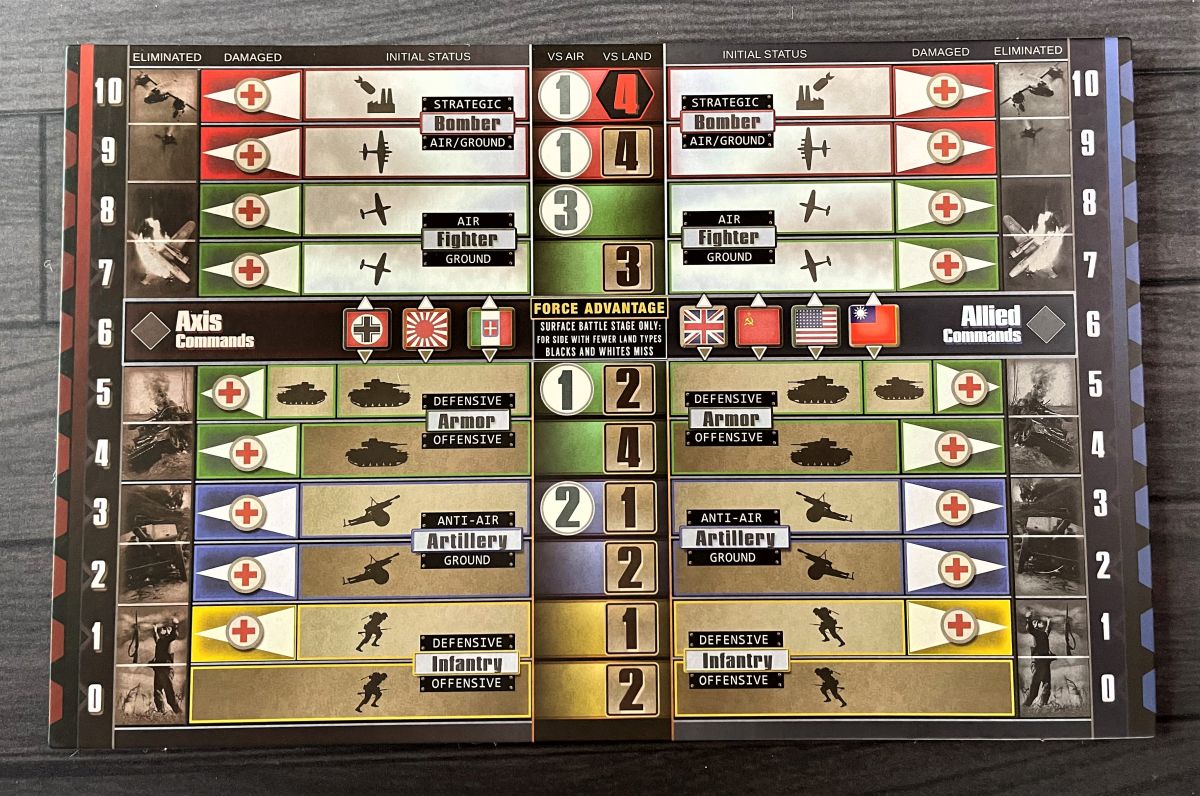 ELIMINATED DAMAGED INITIAL STATUS VS AIR VS LAND INITIAL STATUS DAMAGED ELIMINATED
10 STRATEGIC 1 4 STRATEGIC 10
Bomber Bomber
9 AIR/GROUND 1 4 AIR/GROUND 9
8 AIR 3 AIR 8
Fighter Fighter
7 GROUND 3 GROUND 7
FORCE ADVANTAGE
6 Axis Commands SURFACE BATTLE STAGE ONLY: Allied Commands 6
FOR SIDE WITH FEWER LAND TYPES
BLACKS AND WHITES MISS
5 DEFENSIVE 1 2 DEFENSIVE 5
Armor Armor
4 OFFENSIVE 4 OFFENSIVE 4
3 ANTI-AIR 2 1 ANTI-AIR 3
Artillery Artillery
2 GROUND 2 GROUND 2
1 DEFENSIVE 1 DEFENSIVE 1
Infantry Infantry
0 OFFENSIVE 2 OFFENSIVE 0